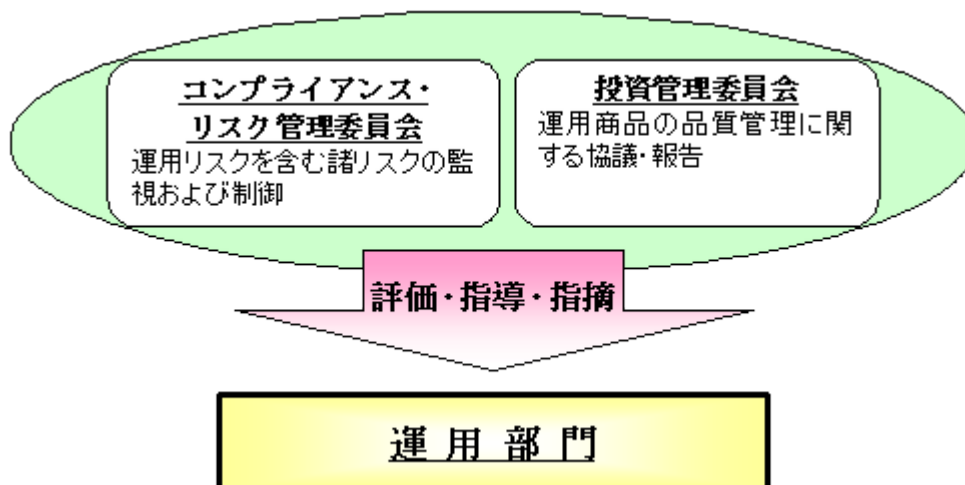 コンプライアンス・
リスク管理委員会
運用リスクを含む諸リスクの監
視および制御
投資管理委員会
運用商品の品質管理に関
する協議・報告
評価・指導・指摘
運用部門